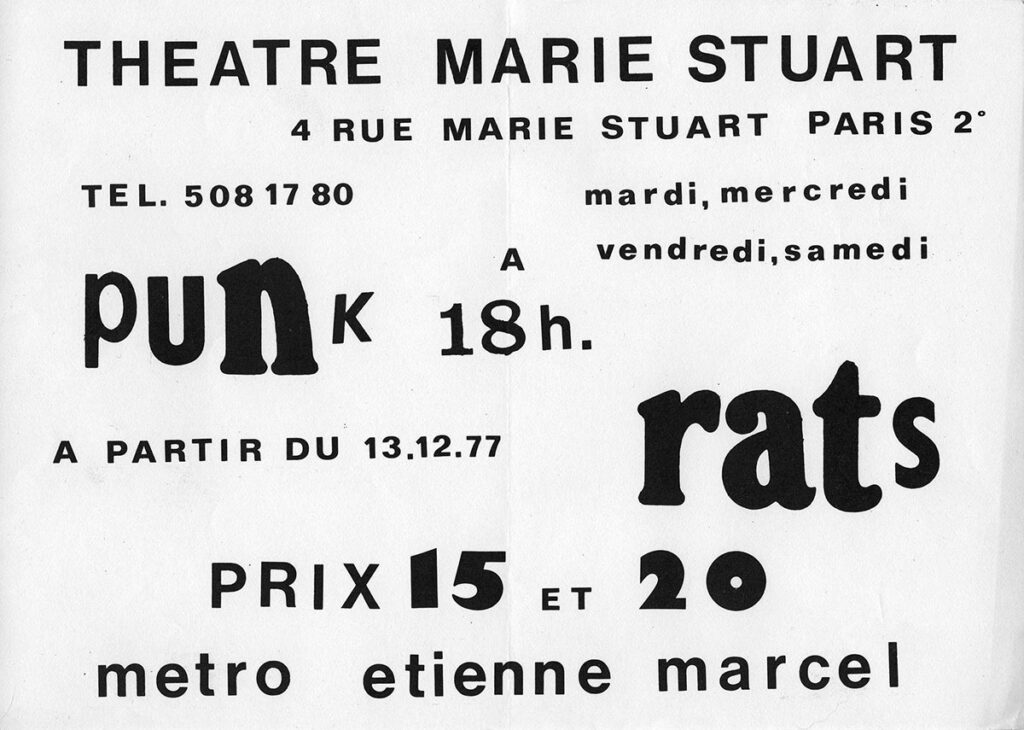 THEATRE MARIE STUART
4 RUE MARIE STUART PARIS 2°
TEL. 508 17 80
mardi, mercredi
vendredi, samedi
A
punk 18h.
rats
A PARTIR DU 13.12.77
PRIX 15 ET 20
metro etienne marcel